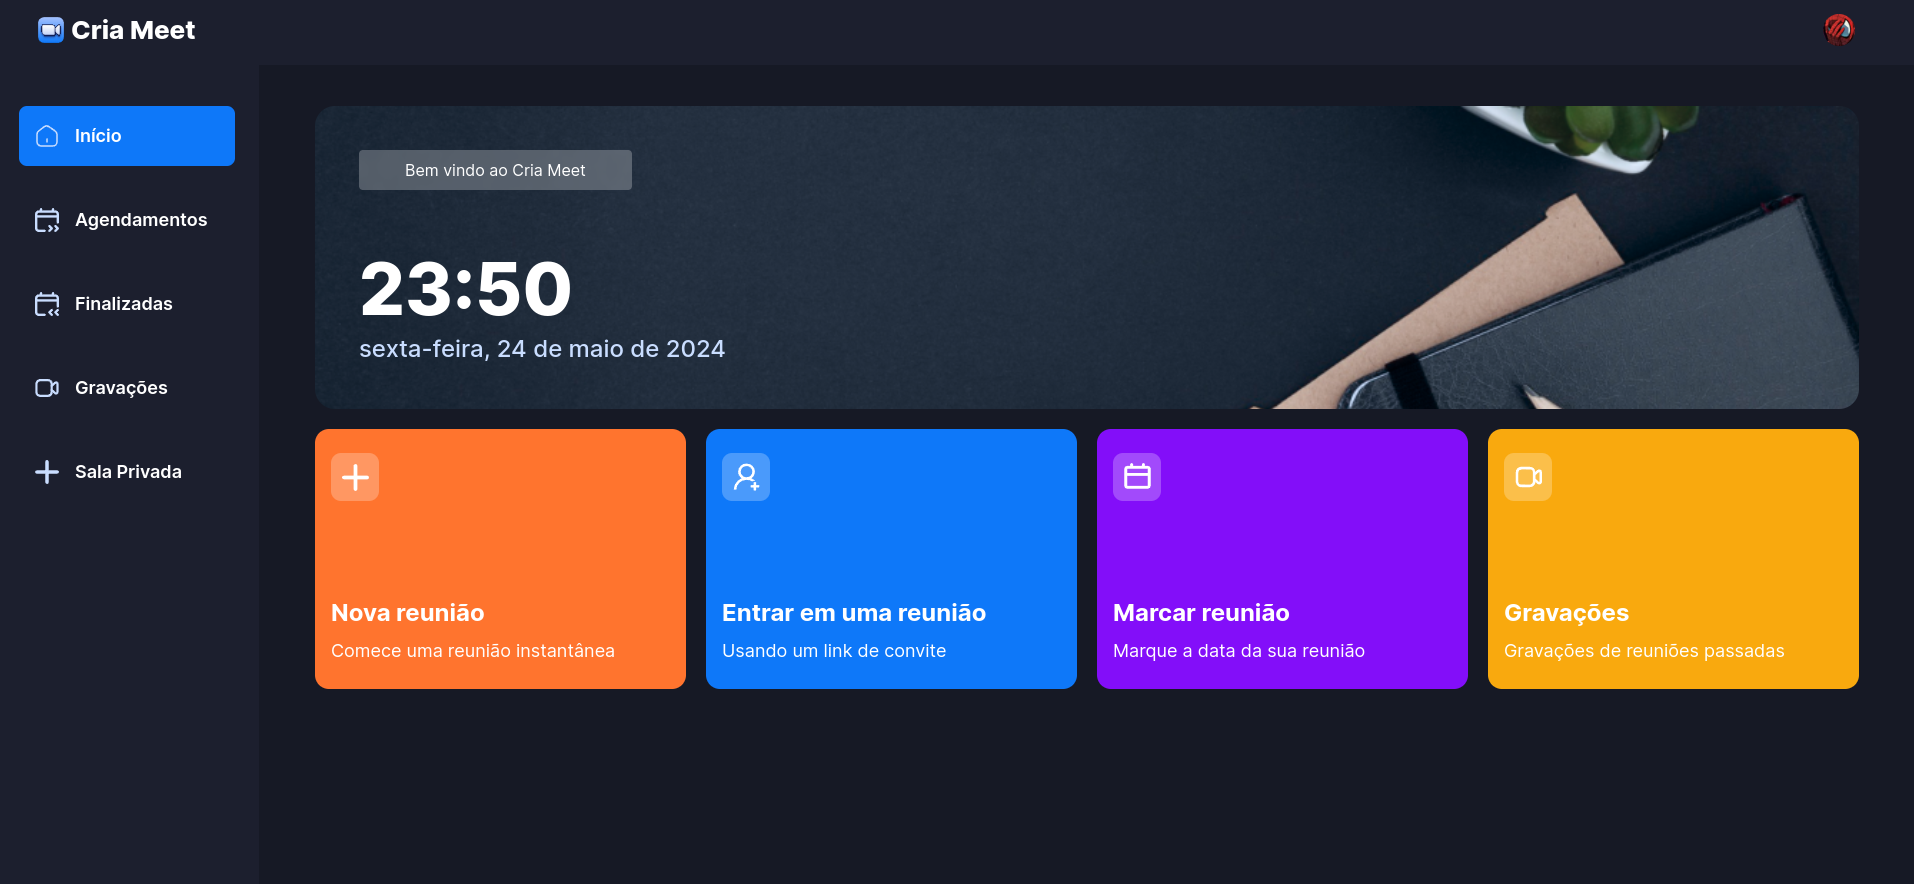 Cria Meet
Início
Agendamentos
Finalizadas
Gravações
Sala Privada
Bem vindo ao Cria Meet
23:50
sexta-feira, 24 de maio de 2024
Nova reunião
Comece uma reunião instantânea
Entrar em uma reunião
Usando um link de convite
Marcar reunião
Marque a data da sua reunião
Gravações
Gravações de reuniões passadas